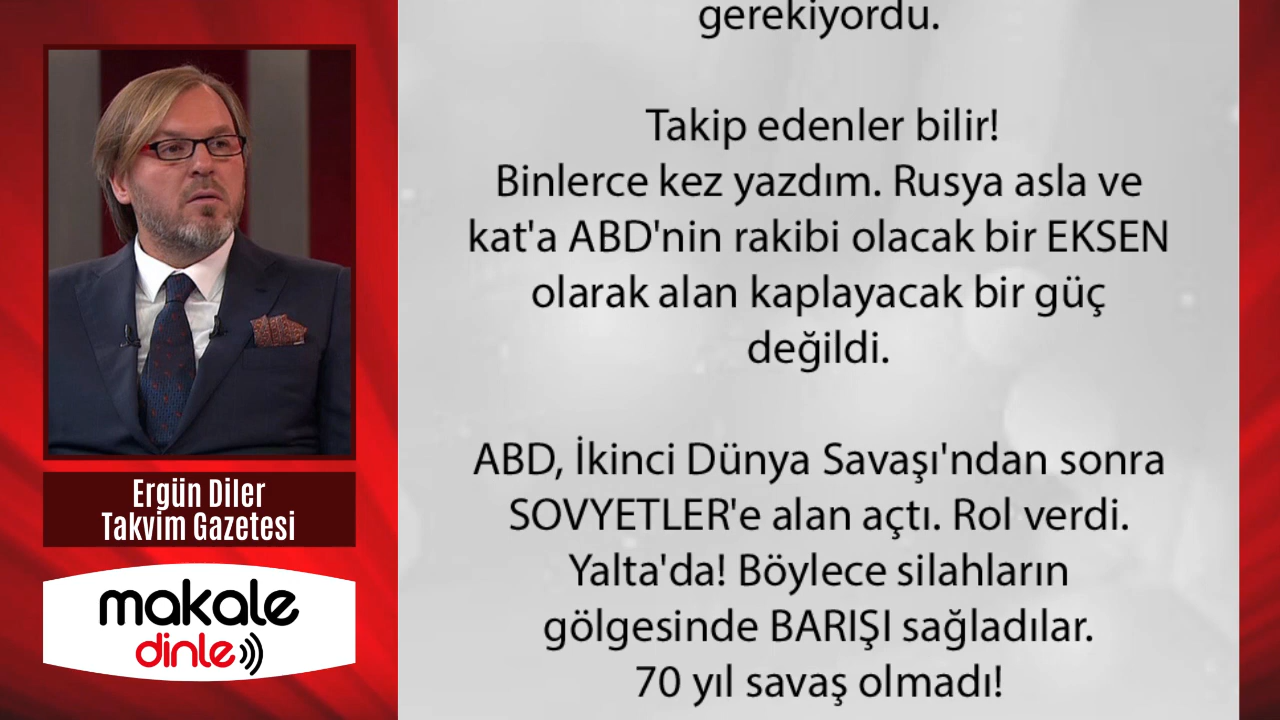 gerekiyordu.
Takip edenler bilir!
Binlerce kez yazdım. Rusya asla ve
kat'a ABD'nin rakibi olacak bir EKSEN
olarak alan kaplayacak bir güç
değildi.
ABD, İkinci Dünya Savaşı'ndan sonra
SOVYETLER'e alan açtı. Rol verdi.
Yalta'da! Böylece silahların
gölgesinde BARIŞI sağladılar.
70 yıl savaş olmadı!
Ergün Diler
Takvim Gazetesi
makale
dinle